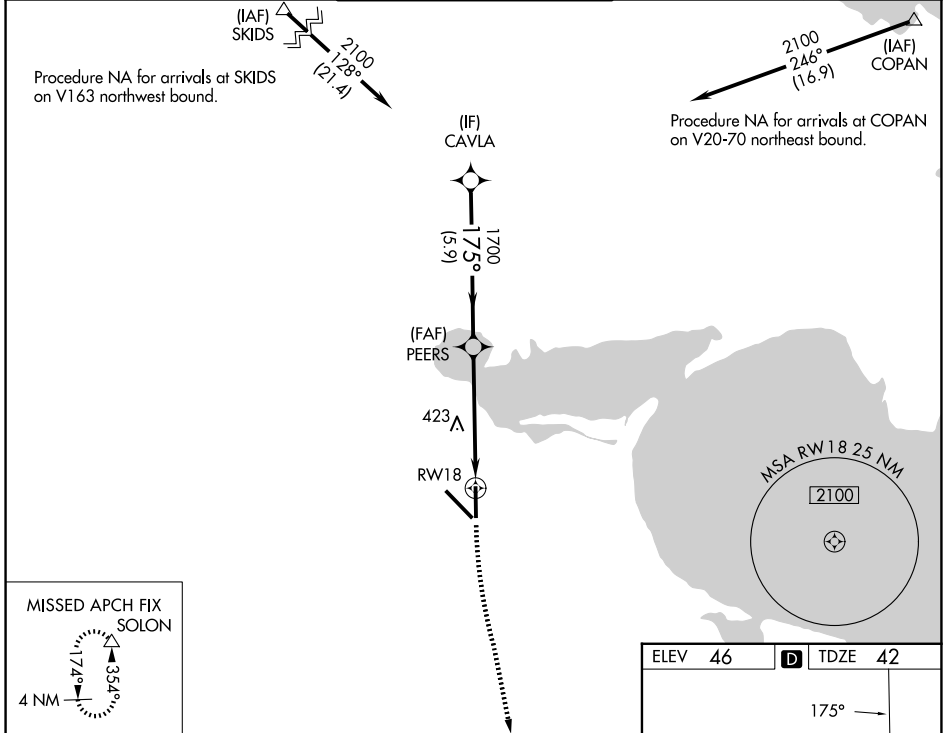 (IAF)
SKIDS
2100
128°
(21.4)
Procedure NA for arrivals at SKIDS
on V163 northwest bound.
2100
246°
(16.9)
(IAF)
COPAN
Procedure NA for arrivals at COPAN
on V20-70 northeast bound.
(IF)
CAVLA
1700
175°
(5.9)
(FAF)
PEERS
423
RW18
MSA RW18 25 NM
2100
MISSED APCH FIX
SOLON
174°
354°
4 NM
ELEV 46 D TDZE 42
175°